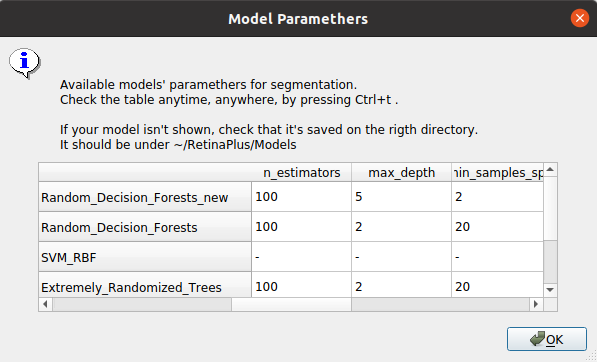 Model Paramethers
Available models' paramethers for segmentation.
Check the table anytime, anywhere, by pressing Ctrl+t .
If your model isn't shown, check that it's saved on the rigth directory.
It should be under ~/RetinaPlus/Models
n_estimators max_depth nin_samples_sp
Random_Decision_Forests_new 100 5 2
Random_Decision_Forests 100 2 20
SVM_RBF - - -
Extremely_Randomized_Trees 100 2 20
OK